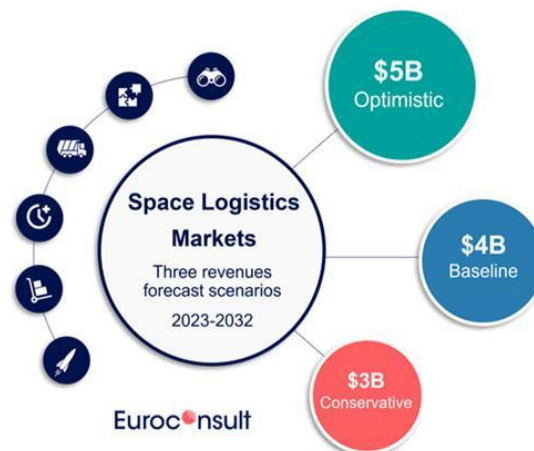 Space Logistics
Markets
Three revenues
forecast scenarios
2023-2032
$5B
Optimistic
$4B
Baseline
$3B
Conservative
Euroconsult